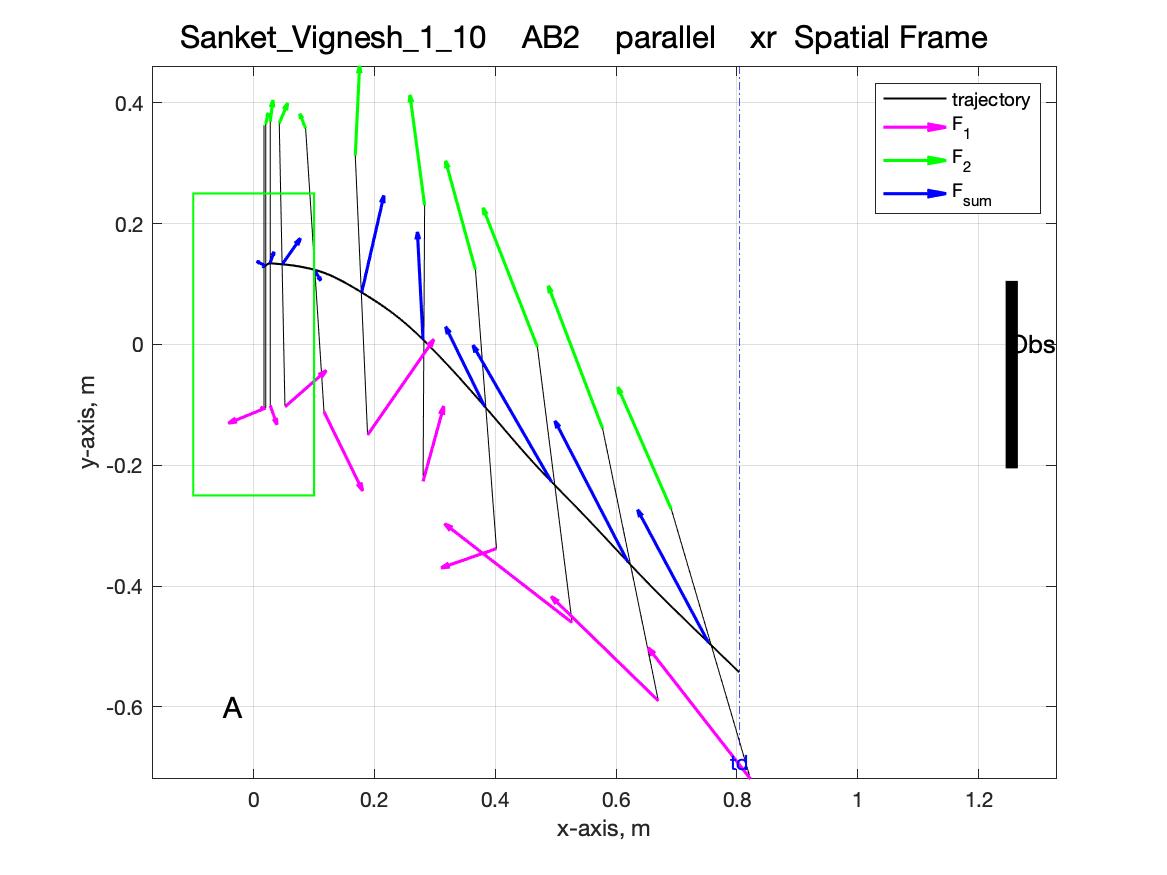 Sanket_Vignesh_1_10 AB2 parallel xr Spatial Frame
trajectory
F1
F2
Fsum
0.4
0.2
0
-0.2
-0.4
-0.6
y-axis, m
Obs
A
td
0 0.2 0.4 0.6 0.8 1 1.2
x-axis, m